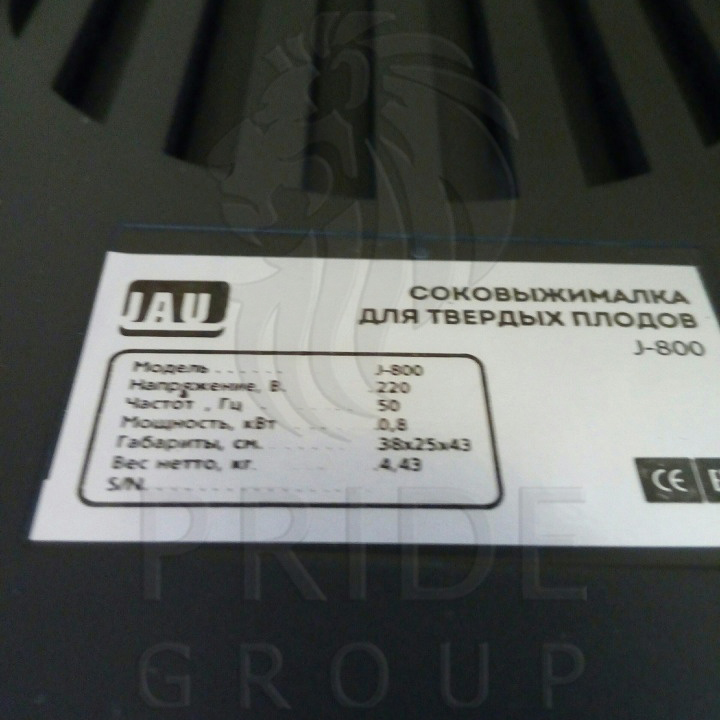 JAU
СОКОВЫЖИМАЛКА
ДЛЯ ТВЕРДЫХ ПЛОДОВ
J-800
Модель ....... J-800
Напряжение, В. 220
Частот , Гц .... 50
Мощность, кВт .... 0,8
Габариты, см. .... 38x25x43
Вес нетто, кг. .... 4,43
S/N. ....................
CE
PRIDE
GROUP